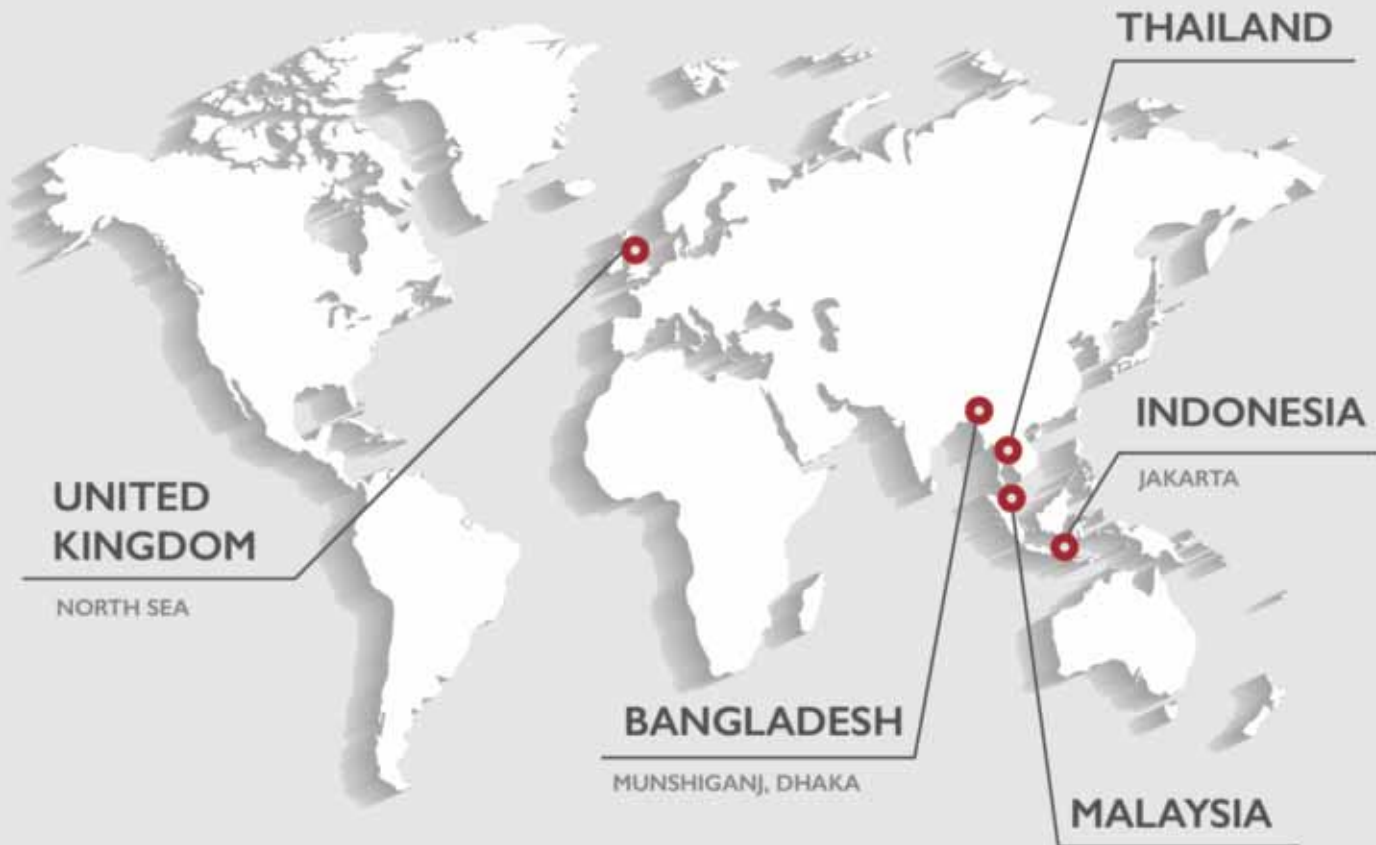 THAILAND
INDONESIA
JAKARTA
UNITED
KINGDOM
NORTH SEA
BANGLADESH
MUNSHIGANJ, DHAKA
MALAYSIA